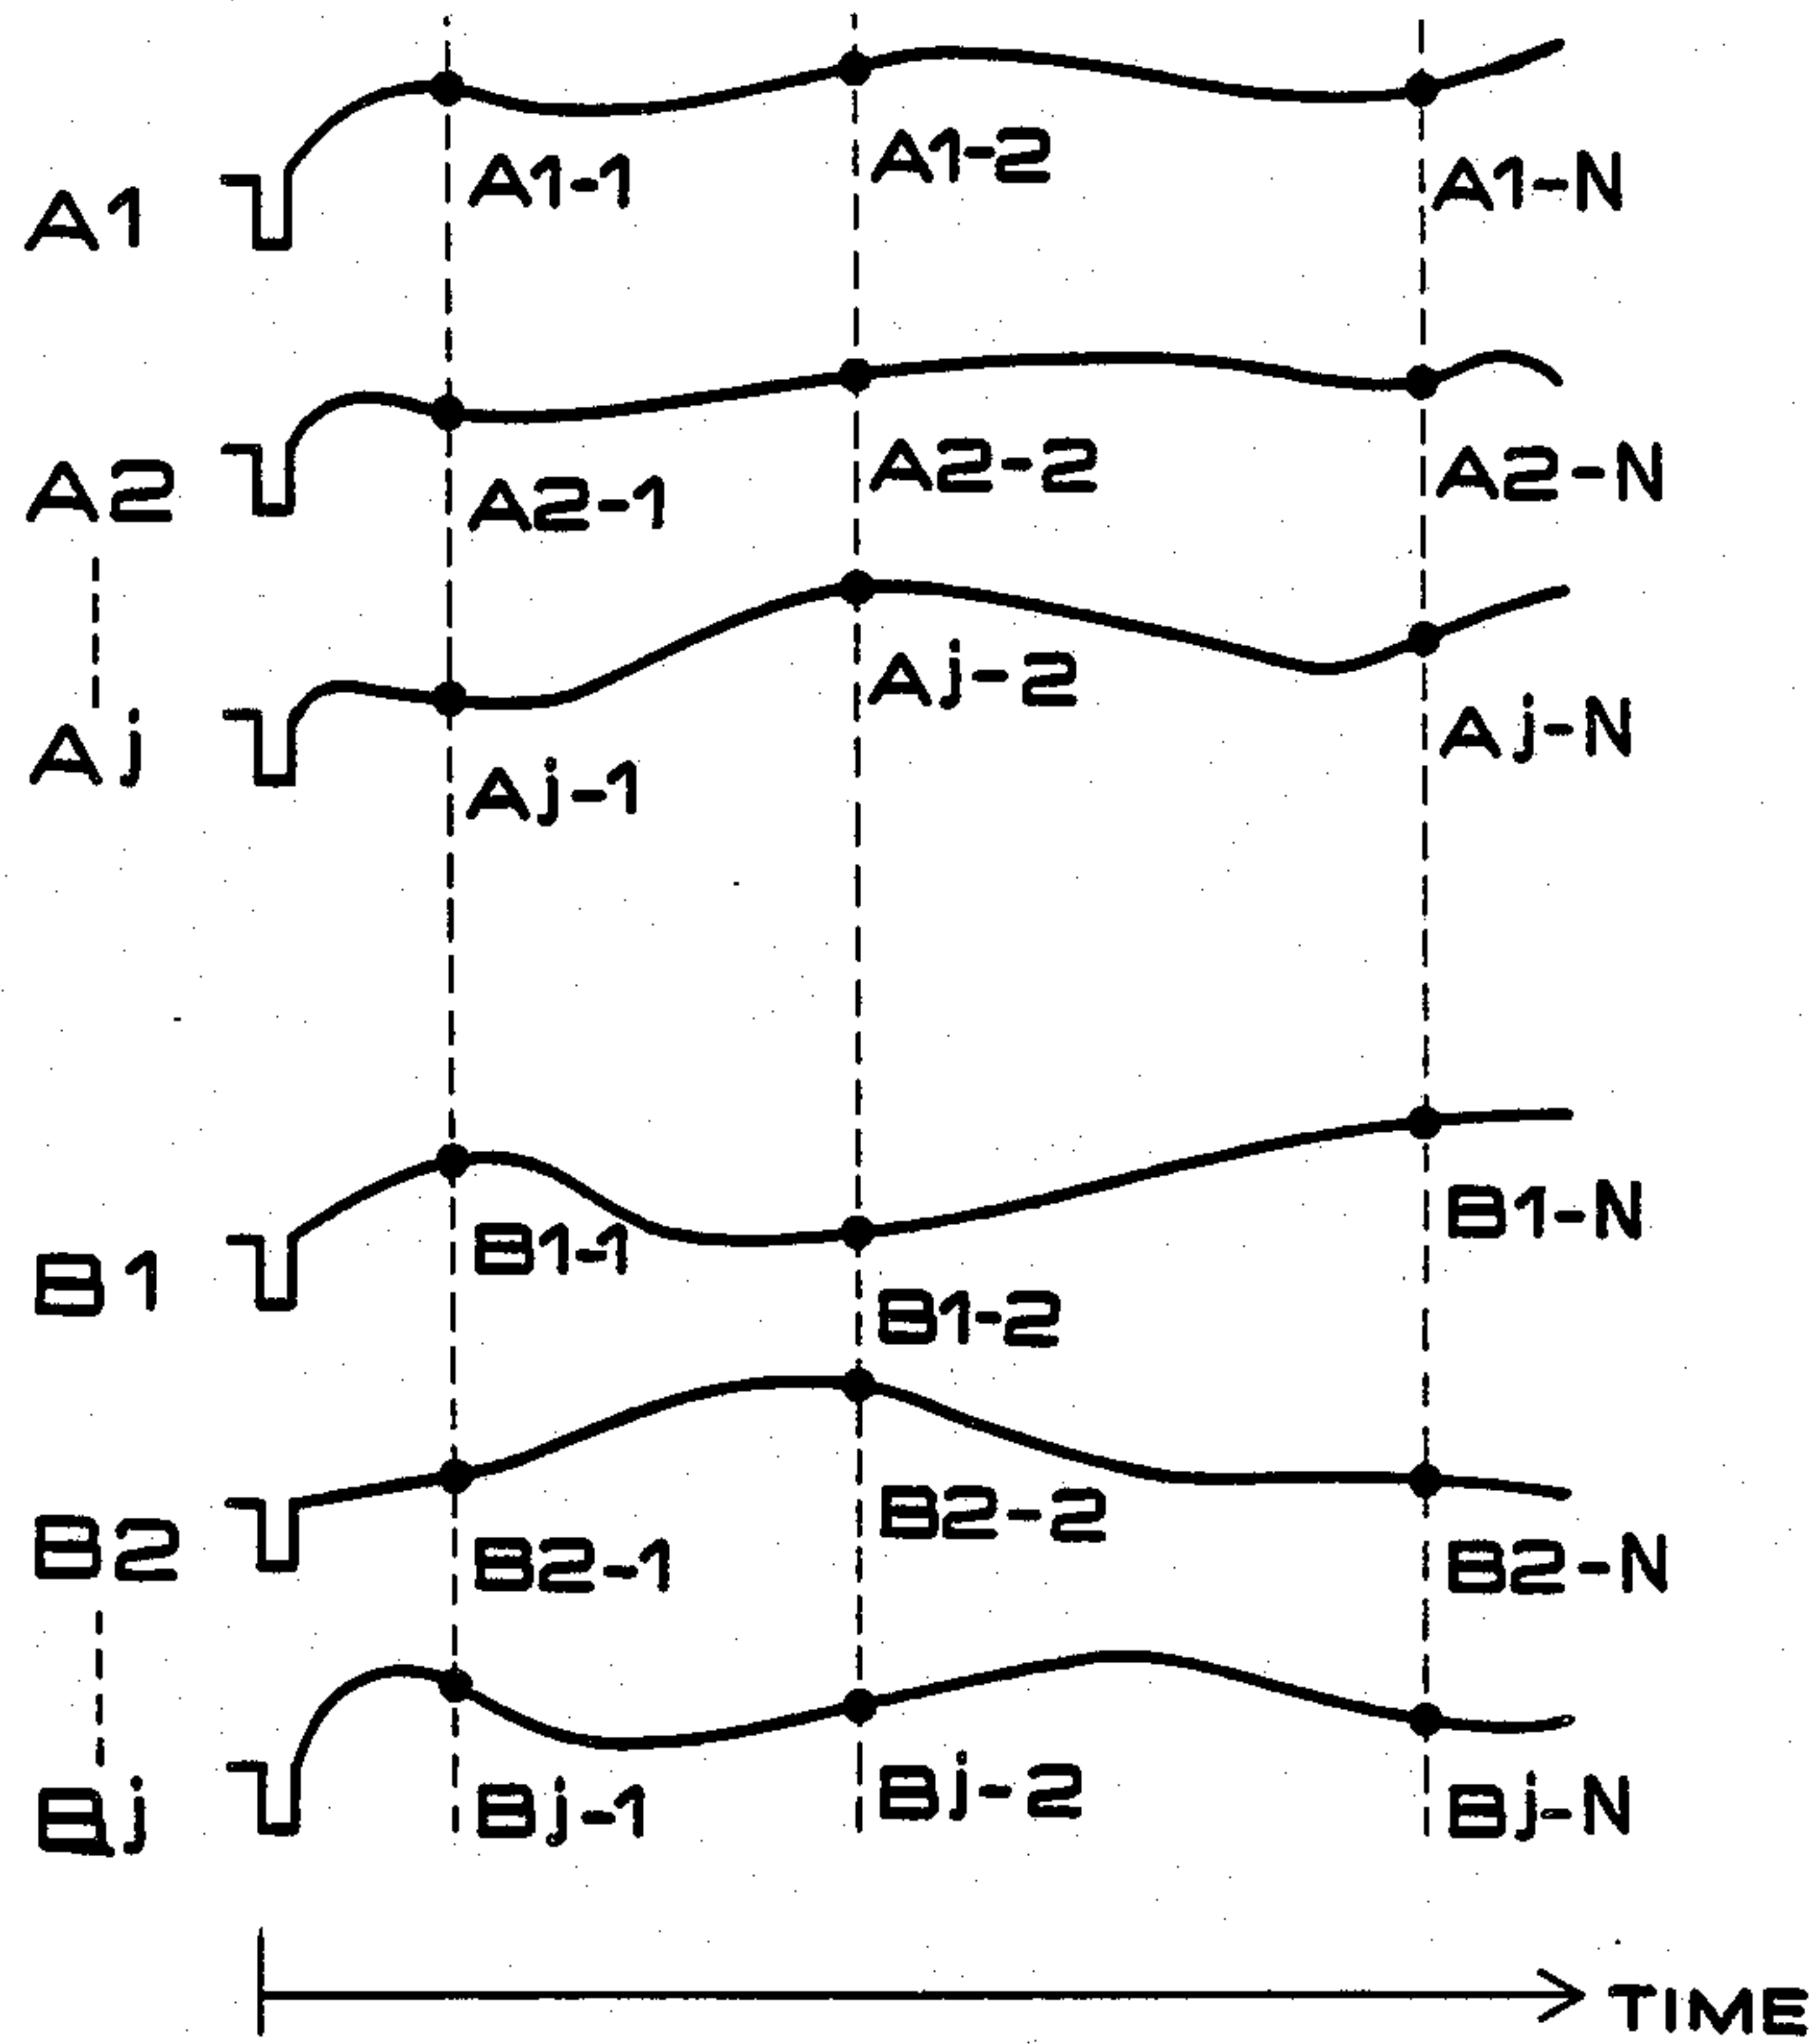 A1
A1-1
A1-2
A1-N
A2
A2-1
A2-2
A2-N
Aj
Aj-1
Aj-2
Aj-N
B1
B1-1
B1-2
B1-N
B2
B2-1
B2-2
B2-N
Bj
Bj-1
Bj-2
Bj-N
TIME